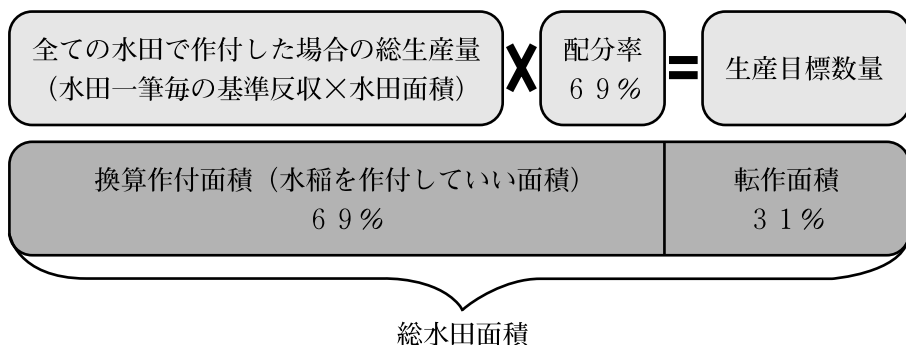 全ての水田で作付した場合の総生産量
(水田一筆毎の基準反収×水田面積)
×
配分率
69%
=
生産目標数量
換算作付面積(水稲を作付していい面積)
69%
転作面積
31%
総水田面積